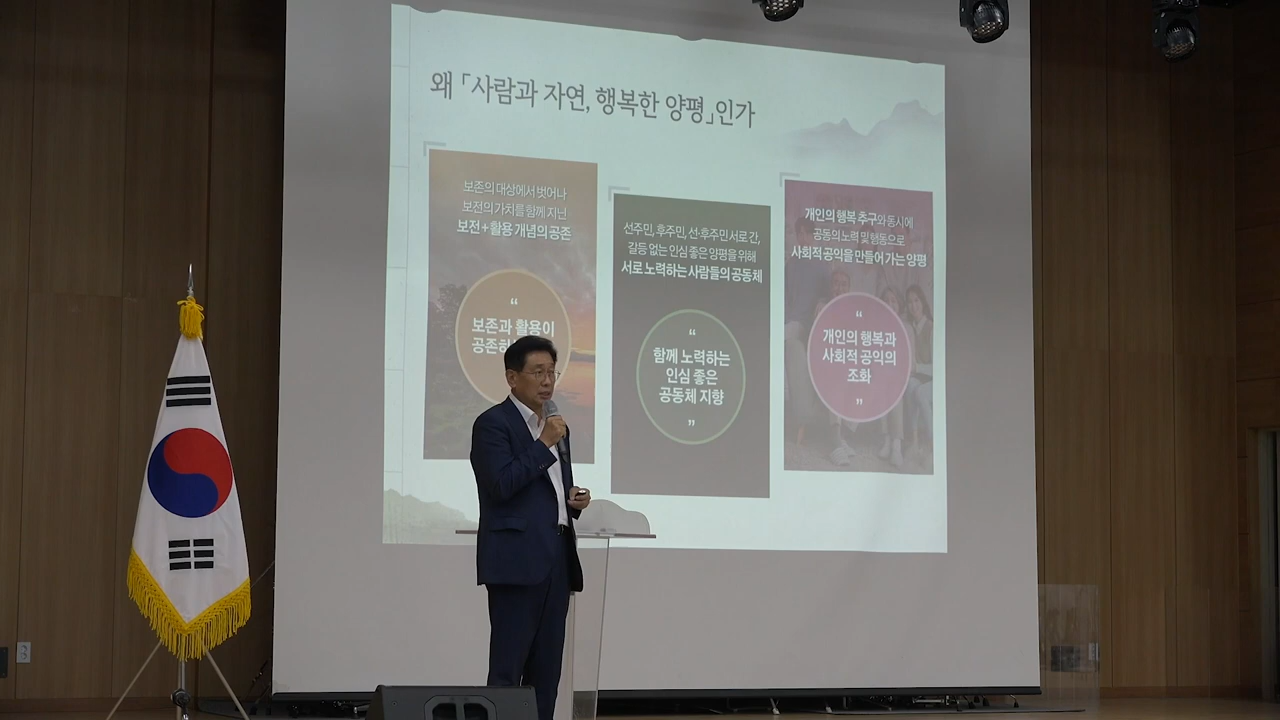 왜 「사람과 자연, 행복한 양평」인가
보존의 대상에서 벗어나
보전의 가치를 함께 지닌
보전+활용 개념의 공존
“
보존과 활용이
선주민, 후주민, 선·후주민 서로 간,
갈등 없는 인심 좋은 양평을 위해
서로 노력하는 사람들의 공동체
“
함께 노력하는
인심 좋은
공동체 지향
”
개인의 행복 추구와 동시에
공동의 노력 및 행동으로
사회적 공익을 만들어 가는 양평
“
개인의 행복과
사회적 공익의
조화
”